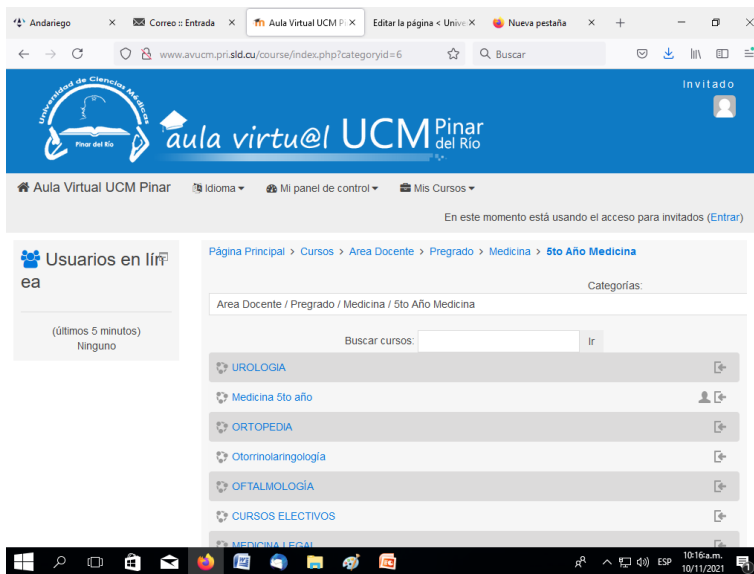 Andariego
Correo :: Entrada
Aula Virtual UCM P
Editar la página < Unive
Nueva pestaña
www.avucm.pri.sld.cu/course/index.php?categoryid=6
Buscar
Universidad de Ciencias Médicas
Pinar del Río
aula virtu@l UCM Pinar del Río
Invitado
Aula Virtual UCM Pinar
Idioma
Mi panel de control
Mis Cursos
En este momento está usando el acceso para invitados (Entrar)
Usuarios en lín
ea
(últimos 5 minutos)
Ninguno
Página Principal > Cursos > Area Docente > Pregrado > Medicina > 5to Año Medicina
Categorías:
Area Docente / Pregrado / Medicina / 5to Año Medicina
Buscar cursos:
Ir
UROLOGIA
Medicina 5to año
ORTOPEDIA
Otorrinolaringología
OFTALMOLOGÌA
CURSOS ELECTIVOS
MEDICINA LEGAL
ESP
10:16:a.m.
10/11/2021